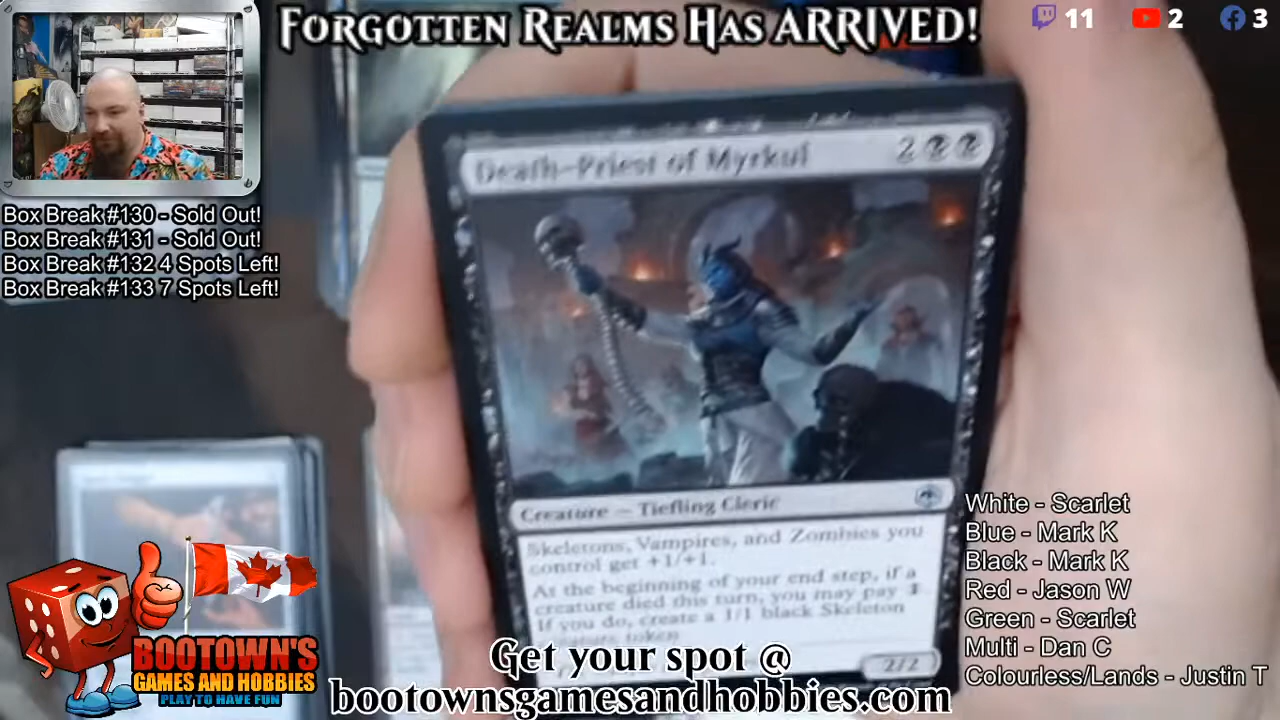 FORGOTTEN REALMS HAS ARRIVED!
11 2 3
Box Break #130 - Sold Out!
Box Break #131 - Sold Out!
Box Break #132 4 Spots Left!
Box Break #133 7 Spots Left!
Death-Priest of Myrkul 2
Creature — Tiefling Cleric
Skeletons, Vampires, and Zombies you
control get +1/+1.
At the beginning of your end step, if a
creature died this turn, you may pay 1
If you do, create a 1/1 black Skeleton
creature token
2/2
White - Scarlet
Blue - Mark K
Black - Mark K
Red - Jason W
Green - Scarlet
Multi - Dan C
Colourless/Lands - Justin T
BOOTOWN'S
GAMES AND HOBBIES
PLAY TO HAVE FUN
Get your spot @
bootownsgamesandhobbies.com